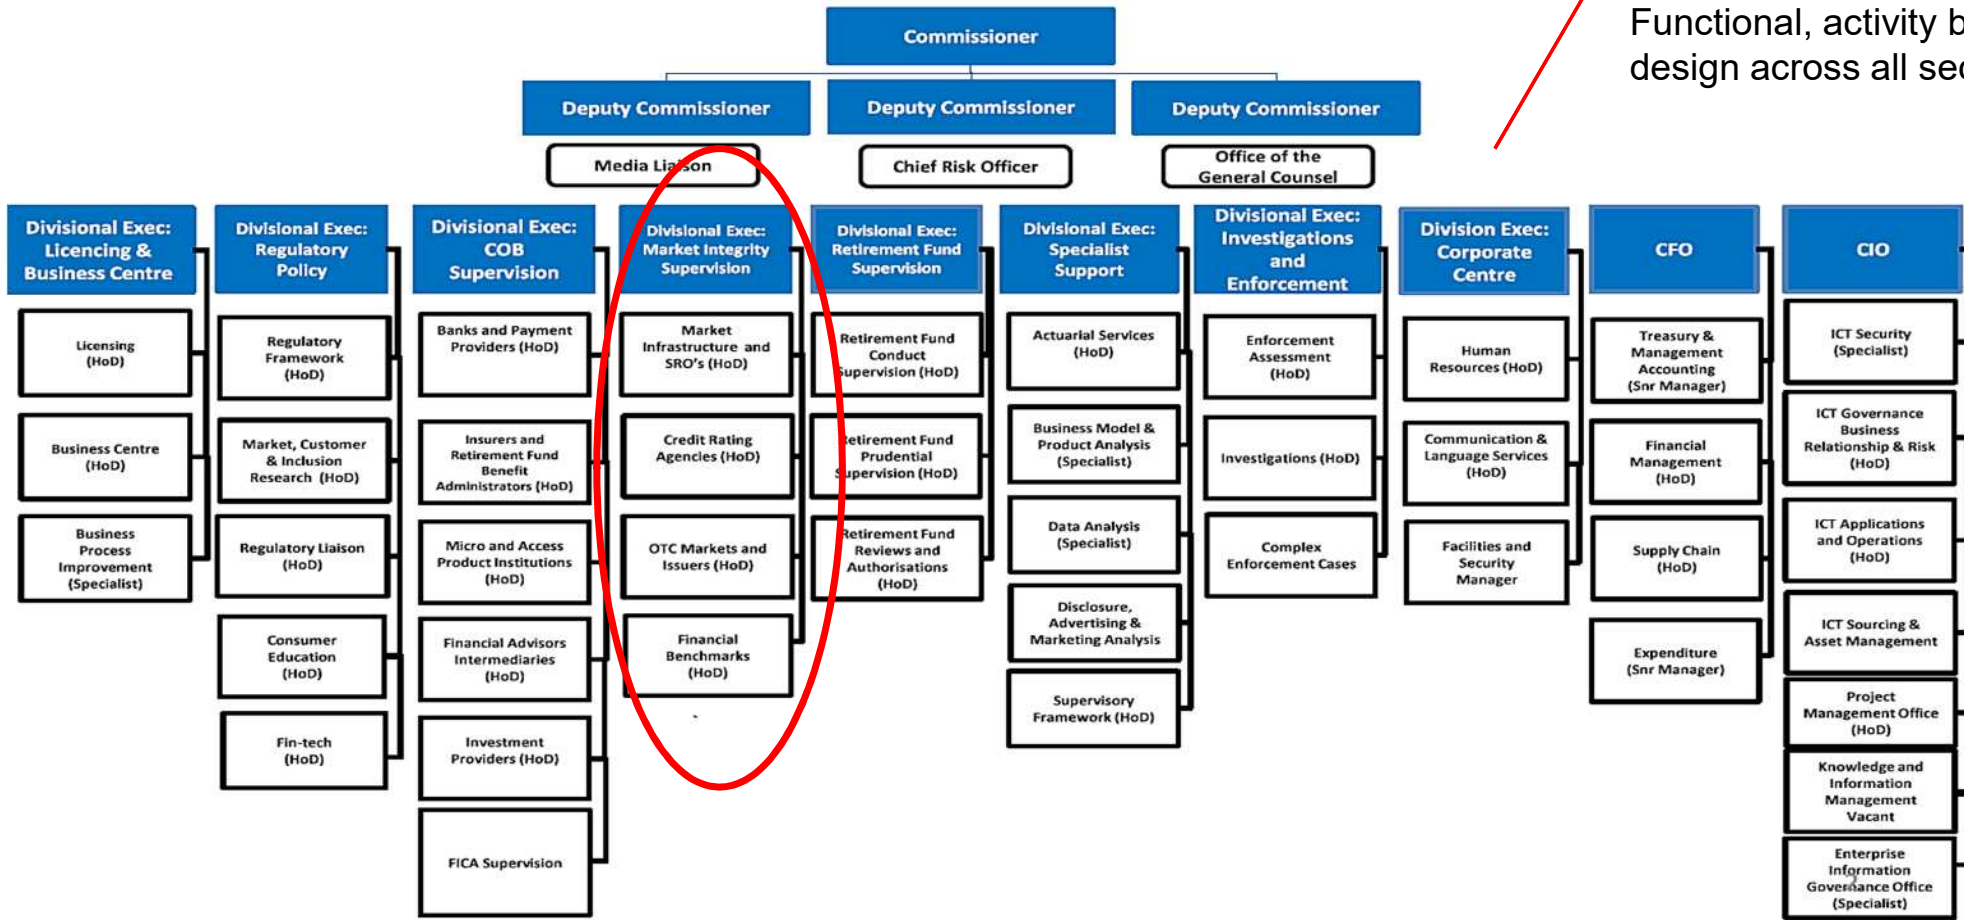 Functional, activity b
design across all sec
Commissioner
Deputy Commissioner
Deputy Commissioner
Deputy Commissioner
Media Liaison
Chief Risk Officer
Office of the
General Counsel
Divisional Exec:
Licencing &
Business Centre
Licensing
(HoD)
Business Centre
(HoD)
Business
Process
Improvement
(Specialist)
Divisional Exec:
Regulatory
Policy
Regulatory
Framework
(HoD)
Market, Customer
& Inclusion
Research (HoD)
Regulatory Liaison
(HoD)
Consumer
Education
(HoD)
Fin-tech
(HoD)
Divisional Exec:
COB
Supervision
Banks and Payment
Providers (HoD)
Insurers and
Retirement Fund
Benefit
Administrators (HoD)
Micro and Access
Product Institutions
(HoD)
Financial Advisors
Intermediaries
(HoD)
Investment
Providers (HoD)
FICA Supervision
Divisional Exec:
Market Integrity
Supervision
Market
Infrastructure and
SRO's (HoD)
Credit Rating
Agencies (HoD)
OTC Markets and
Issuers (HoD)
Financial
Benchmarks
(HoD)
Divisional Exec:
Retirement Fund
Supervision
Retirement Fund
Conduct
Supervision (HoD)
Retirement Fund
Prudential
Supervision (HoD)
Retirement Fund
Reviews and
Authorisations
(HoD)
Divisional Exec:
Specialist
Support
Actuarial Services
(HoD)
Business Model &
Product Analysis
(Specialist)
Data Analysis
(Specialist)
Disclosure,
Advertising &
Marketing Analysis
Supervisory
Framework (HoD)
Divisional Exec:
Investigations
and
Enforcement
Enforcement
Assessment
(HoD)
Investigations (HoD)
Complex
Enforcement Cases
Division Exec:
Corporate
Centre
Human
Resources (HoD)
Communication &
Language Services
(HoD)
Facilities and
Security
Manager
CFO
Treasury &
Management
Accounting
(Snr Manager)
Financial
Management
(HoD)
Supply Chain
(HoD)
Expenditure
(Snr Manager)
CIO
ICT Security
(Specialist)
ICT Governance
Business
Relationship & Risk
(HoD)
ICT Applications
and Operations
(HoD)
ICT Sourcing &
Asset Management
Project
Management Office
(HoD)
Knowledge and
Information
Management
Vacant
Enterprise
Information
Governance Office
(Specialist)
2